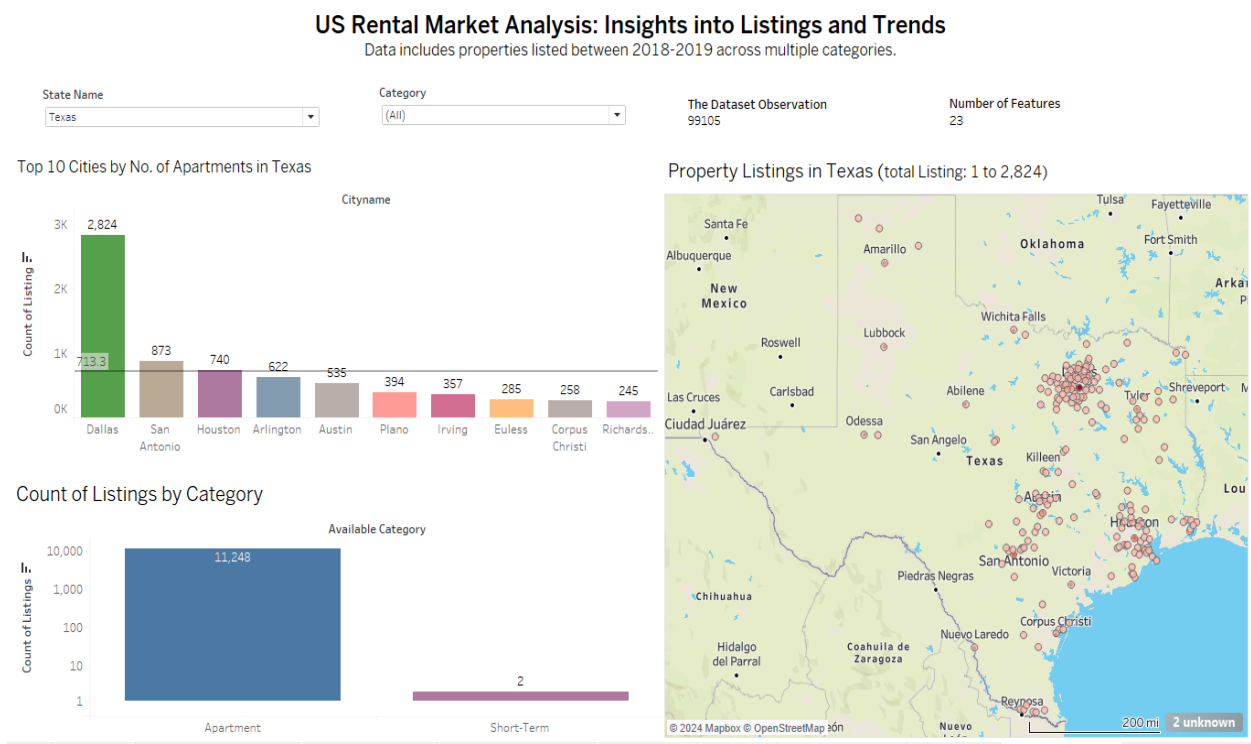 US Rental Market Analysis: Insights into Listings and Trends
Data includes properties listed between 2018-2019 across multiple categories.
State Name
Texas
Category
(All)
The Dataset Observation
99105
Number of Features
23
Top 10 Cities by No. of Apartments in Texas
Cityname
Count of Listing
3K
2K
1K
0K
713.3
2,824
873
740
622
535
394
357
285
258
245
Dallas
San Antonio
Houston
Arlington
Austin
Plano
Irving
Euless
Corpus Christi
Richards..
Count of Listings by Category
Available Category
Count of Listings
10,000
1,000
100
10
1
11,248
2
Apartment
Short-Term
Property Listings in Texas (total Listing: 1 to 2,824)
Tulsa
Fayetteville
Santa Fe
Amarillo
Oklahoma
Fort Smith
Albuquerque
New Mexico
Arkan
P
Wichita Falls
Lubbock
Roswell
Las Cruces
Carlsbad
Abilene
Tyler
Shreveport
M
Ciudad Juárez
Odessa
San Angelo
Texas
Killeen
Lou
Austin
Houston
San Antonio
Victoria
Piedras Negras
Chihuahua
Corpus Christi
Nuevo Laredo
Hidalgo del Parral
Coahuila de Zaragoza
Reynosa
Nuevo
eón
© 2024 Mapbox © OpenStreetMap
200 mi
2 unknown